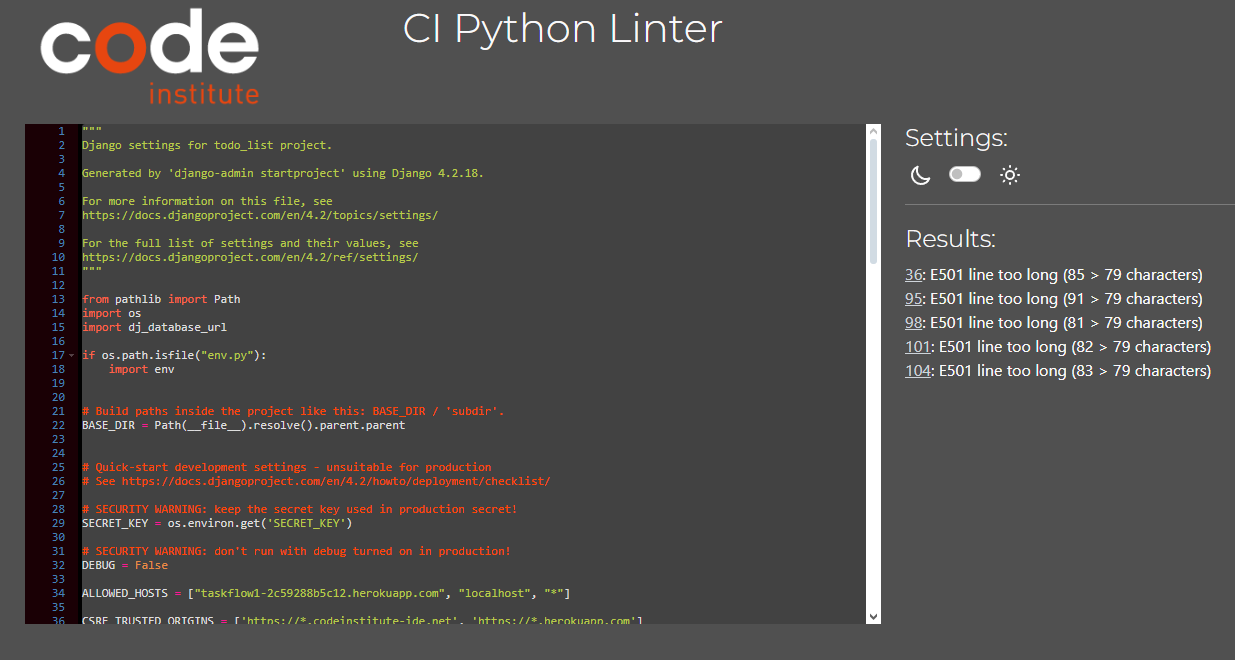 code
institute
CI Python Linter
1 """
2 Django settings for todo_list project.
3
4 Generated by 'django-admin startproject' using Django 4.2.18.
5
6 For more information on this file, see
7 https://docs.djangoproject.com/en/4.2/topics/settings/
8
9 For the full list of settings and their values, see
10 https://docs.djangoproject.com/en/4.2/ref/settings/
11 """
12
13 from pathlib import Path
14 import os
15 import dj_database_url
16
17 if os.path.isfile("env.py"):
18     import env
19
20
21 # Build paths inside the project like this: BASE_DIR / 'subdir'.
22 BASE_DIR = Path(__file__).resolve().parent.parent
23
24
25 # Quick-start development settings - unsuitable for production
26 # See https://docs.djangoproject.com/en/4.2/howto/deployment/checklist/
27
28 # SECURITY WARNING: keep the secret key used in production secret!
29 SECRET_KEY = os.environ.get('SECRET_KEY')
30
31 # SECURITY WARNING: don't run with debug turned on in production!
32 DEBUG = False
33
34 ALLOWED_HOSTS = ["taskflow1-2c59288b5c12.herokuapp.com", "localhost", "*"]
35
36 CSRF_TRUSTED_ORIGINS = ['https://*.codeinstitute-ide.net', 'https://*.herokuapp.com']
Settings:
Results:
36: E501 line too long (85 > 79 characters)
95: E501 line too long (91 > 79 characters)
98: E501 line too long (81 > 79 characters)
101: E501 line too long (82 > 79 characters)
104: E501 line too long (83 > 79 characters)